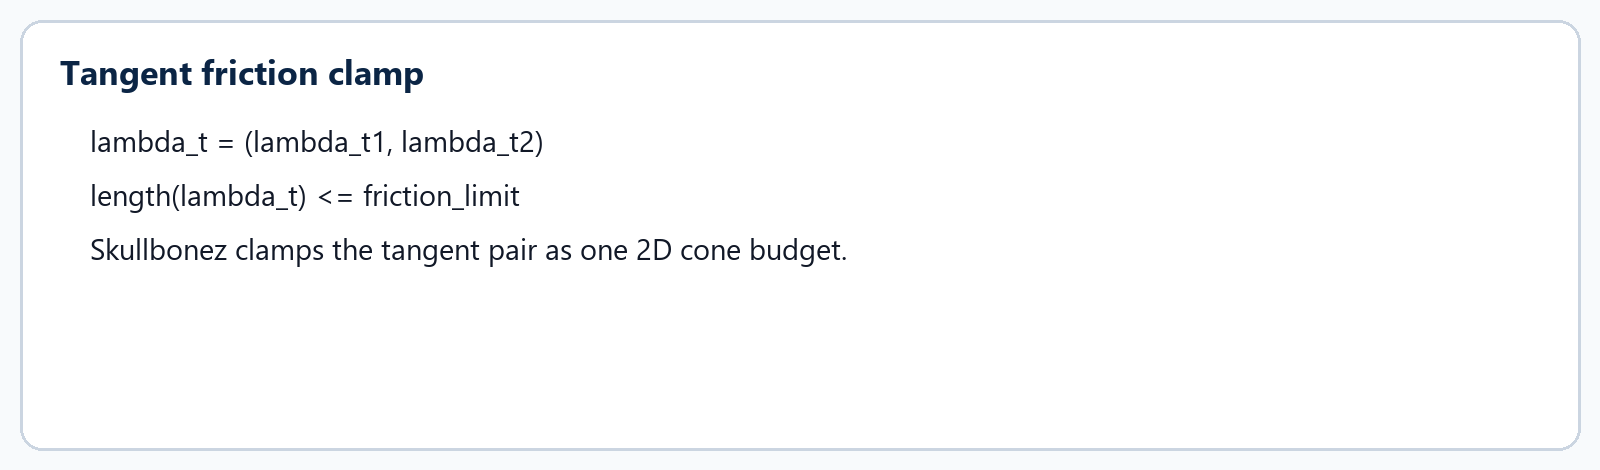 Tangent friction clamp
lambda_t = (lambda_t1, lambda_t2)
length(lambda_t) <= friction_limit
Skullbonez clamps the tangent pair as one 2D cone budget.